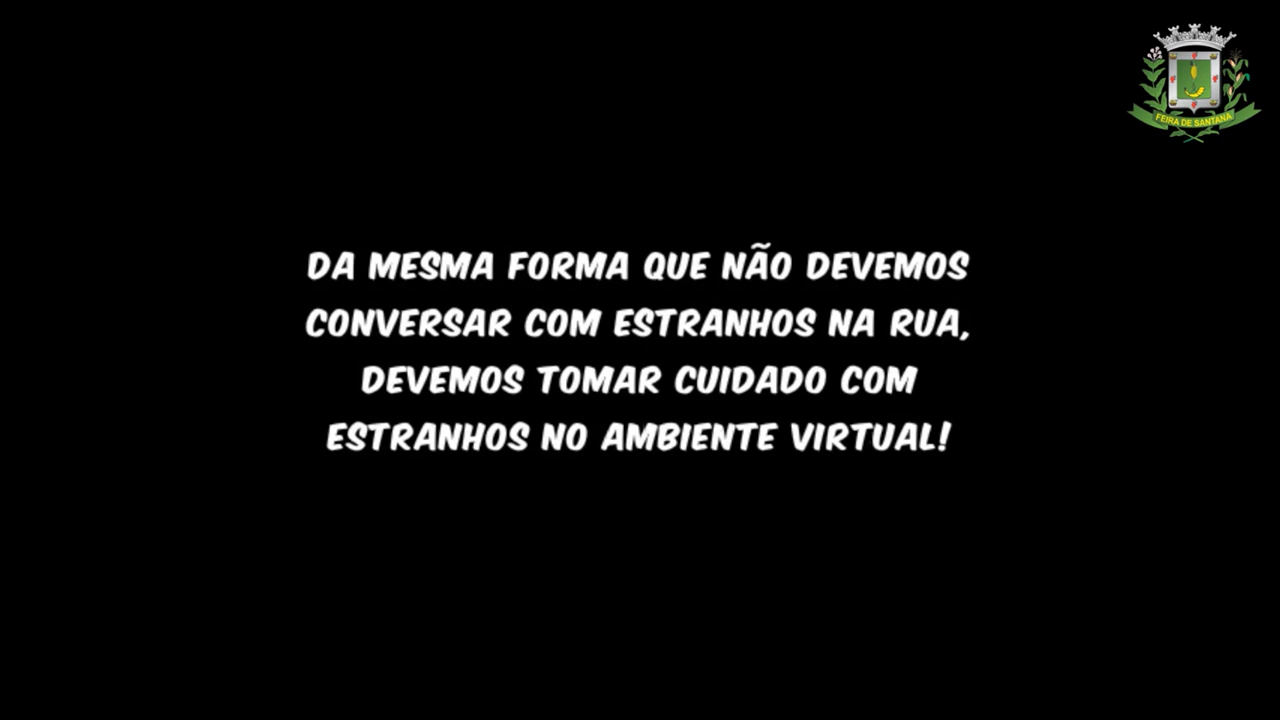 FEIRA DE SANTANA
DA MESMA FORMA QUE NÃO DEVEMOS
CONVERSAR COM ESTRANHOS NA RUA,
DEVEMOS TOMAR CUIDADO COM
ESTRANHOS NO AMBIENTE VIRTUAL!